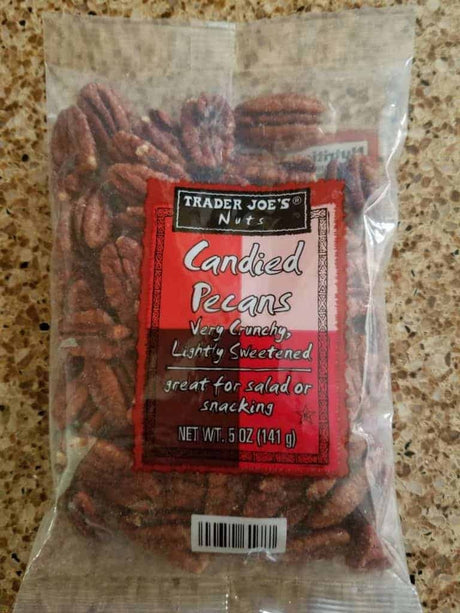 TRADER JOE'S®
Nuts
Candied
Pecans
Very Crunchy,
Lightly Sweetened
great for salad or
snacking
NET WT. 5 OZ (141 g)